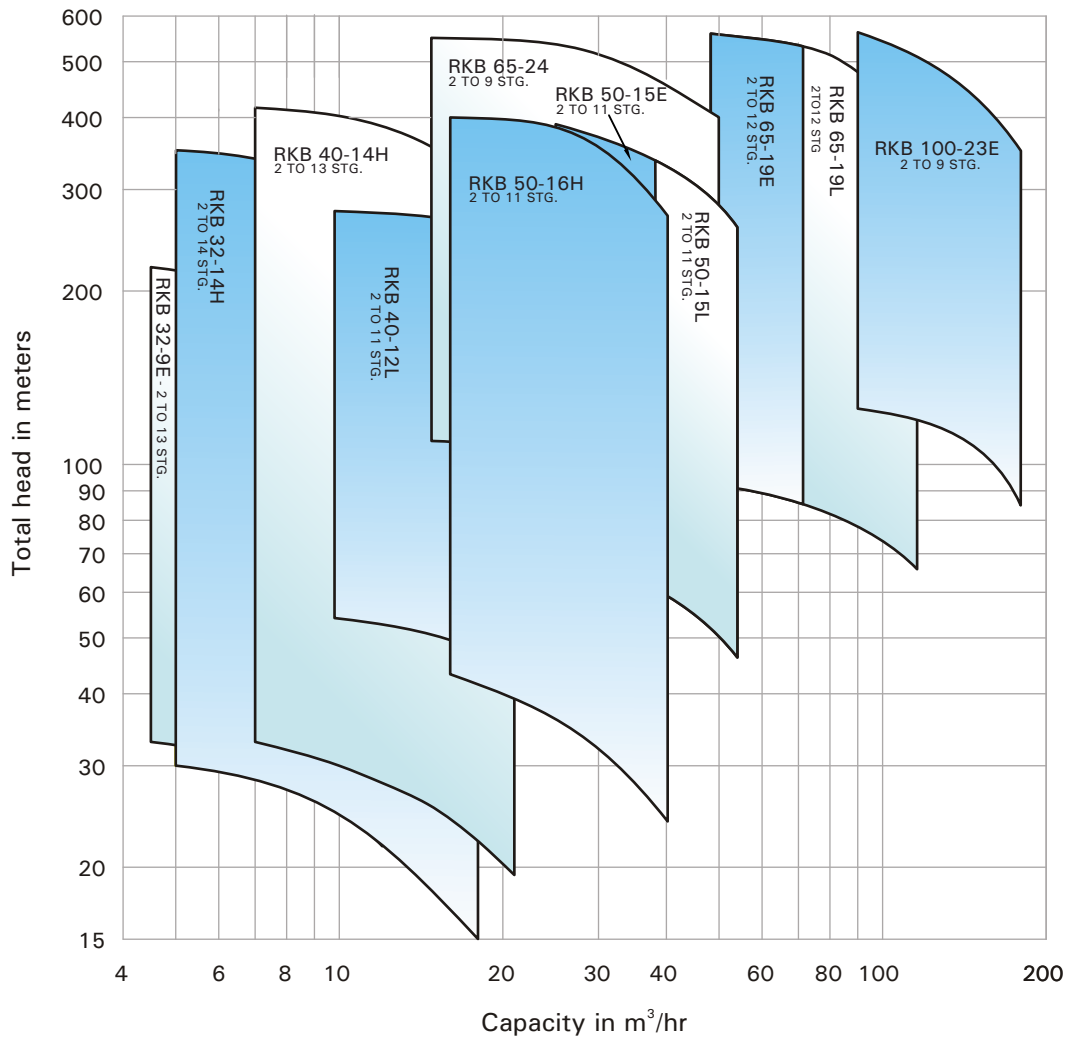 600
500
400
300
200
100
90
80
70
60
50
40
30
20
15
Total head in meters
4
6
8
10
20
30
40
60
80
100
200
Capacity in m³/hr
RKB 32-9E - 2 TO 13 STG.
RKB 32-14H
2 TO 14 STG.
RKB 40-14H
2 TO 13 STG.
RKB 40-12L
2 TO 11 STG.
RKB 65-24
2 TO 9 STG.
RKB 50-15E
2 TO 11 STG.
RKB 50-16H
2 TO 11 STG.
RKB 50-15L
2 TO 11 STG.
RKB 65-19E
2 TO 12 STG.
RKB 65-19L
2TO12 STG
RKB 100-23E
2 TO 9 STG.